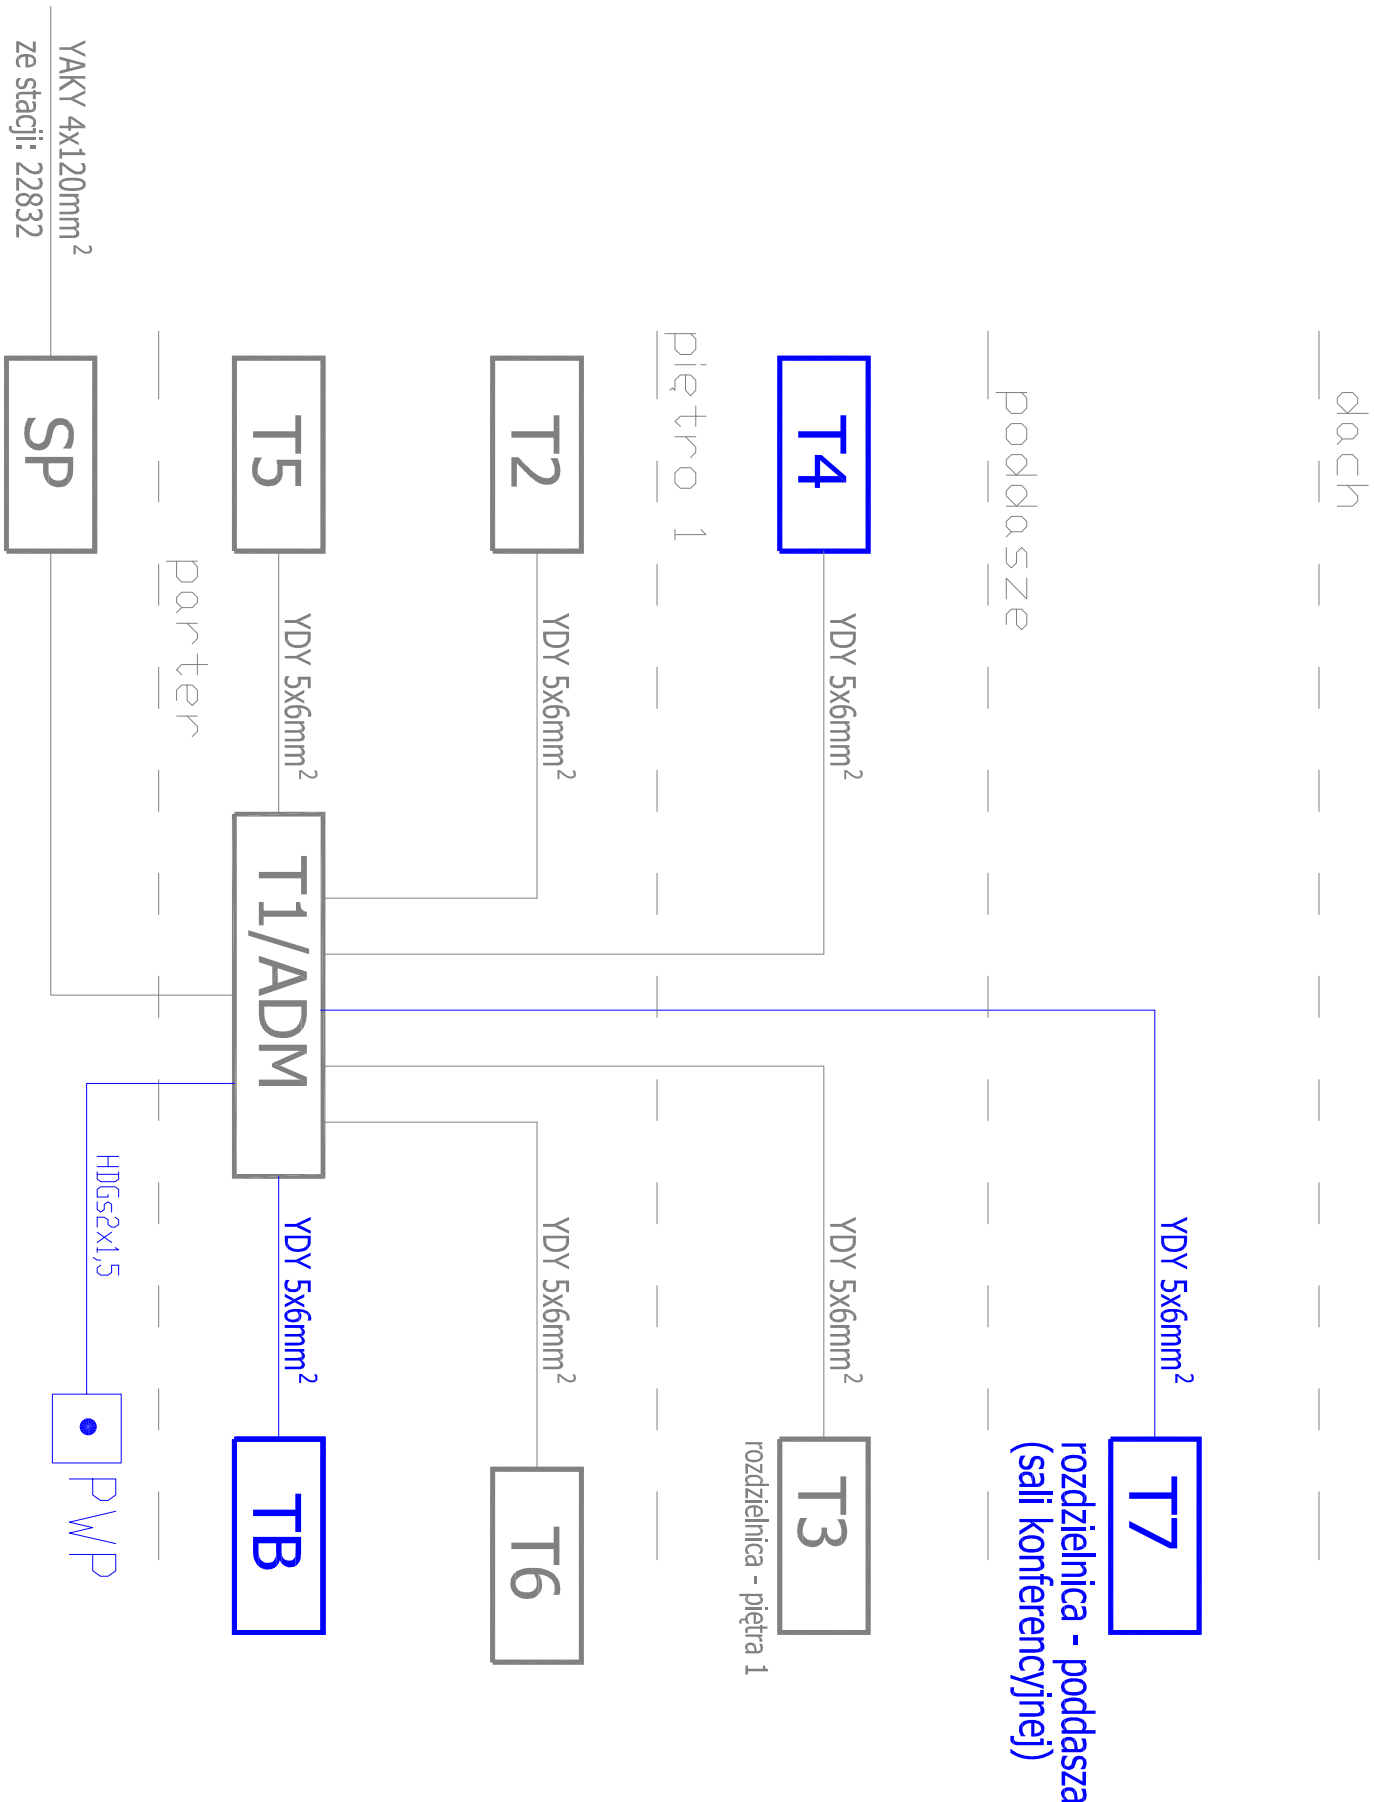 dach
YDY 5x6mm²
T7
rozdzielnica - poddasza
(sali konferencyjnej)
poddasze
T4
YDY 5x6mm²
YDY 5x6mm²
T3
rozdzielnica - piętra 1
piętro 1
T2
YDY 5x6mm²
YDY 5x6mm²
T6
T5
YDY 5x6mm²
T1/ADM
YDY 5x6mm²
TB
parter
HDGs2x1,5
PWP
YAKY 4x120mm²
ze stacji: 22832
SP